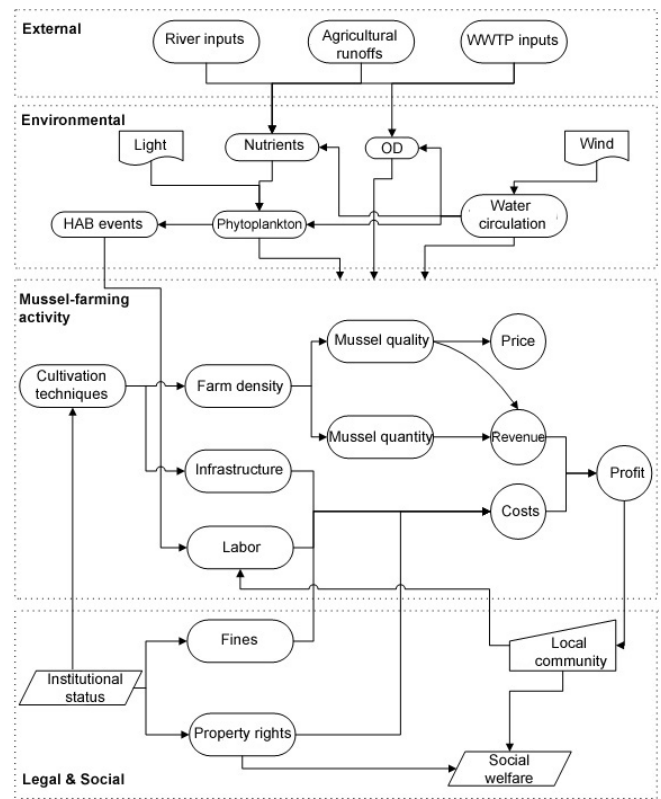 External
River inputs
Agricultural
runoffs
WWTP inputs
Environmental
Light
Nutrients
OD
Wind
HAB events
Phytoplankton
Water
circulation
Mussel-farming
activity
Mussel quality
Price
Cultivation
techniques
Farm density
Mussel quantity
Revenue
Infrastructure
Profit
Costs
Labor
Fines
Local
community
Institutional
status
Property rights
Social
welfare
Legal & Social